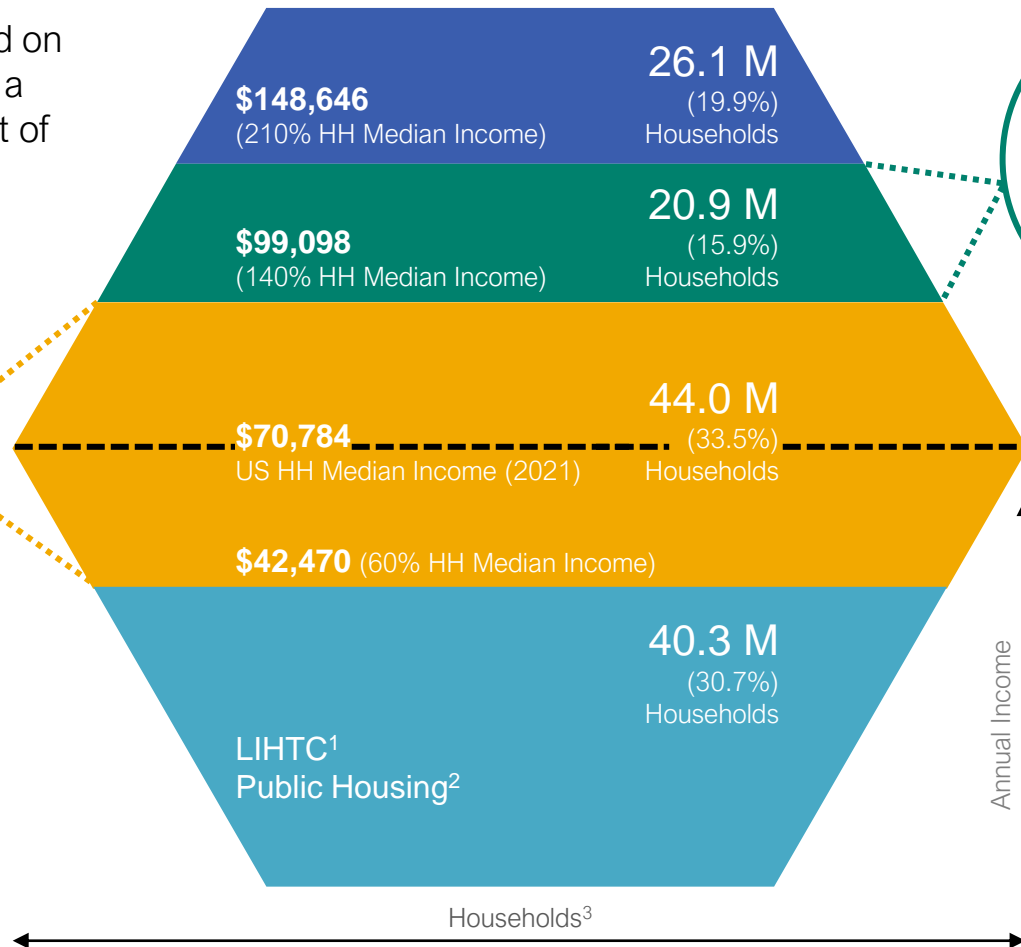 d on
a
t of
26.1 M
$148,646
(19.9%)
(210% HH Median Income)
Households
20.9 M
$99,098
(15.9%)
(140% HH Median Income)
Households
44.0 M
$70,784
(33.5%)
US HH Median Income (2021)
Households
$42,470 (60% HH Median Income)
40.3 M
(30.7%)
Households
LIHTC¹
Public Housing²
Annual Income
Households³